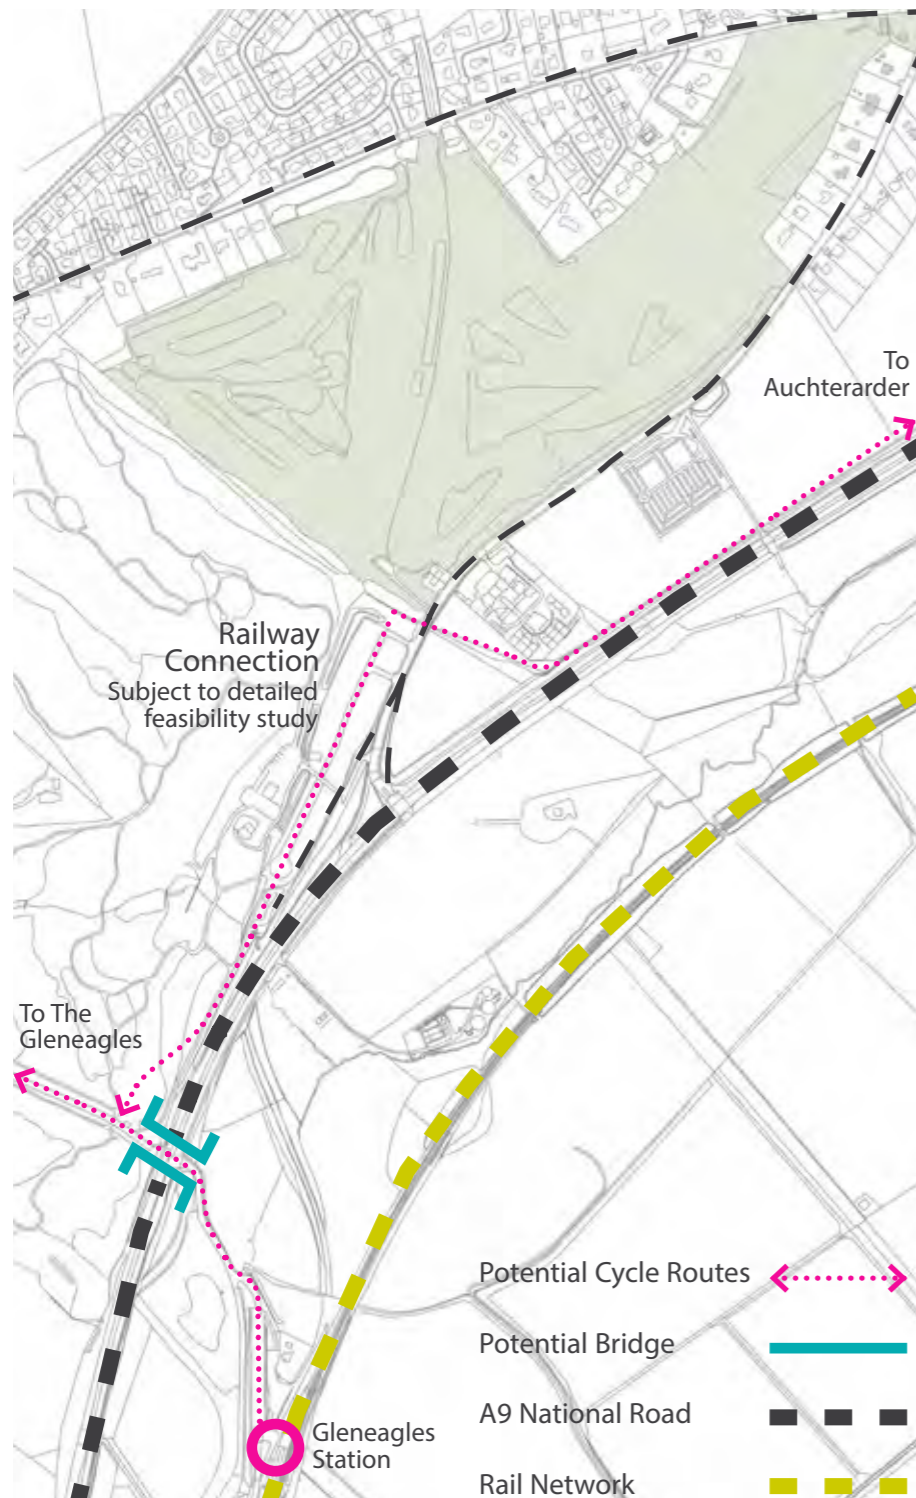 To
Auchterarder
Railway
Connection
Subject to detailed
feasibility study
To The
Gleneagles
Potential Cycle Routes
Potential Bridge
A9 National Road
Gleneagles
Station
Rail Network